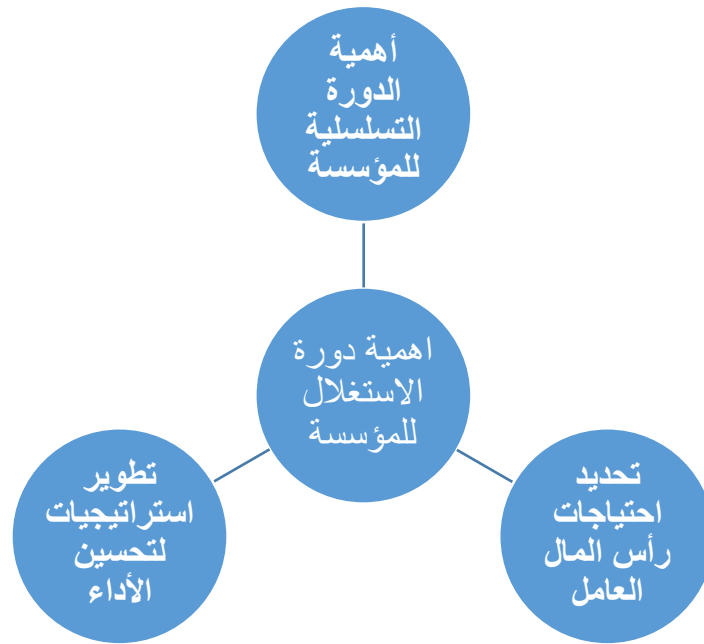 أهمية
الدورة
التسلسلية
للمؤسسة
اهمية دورة
الاستغلال
للمؤسسة
تحديد
احتياجات
رأس المال
العامل
تطوير
استراتيجيات
لتحسين
الأداء